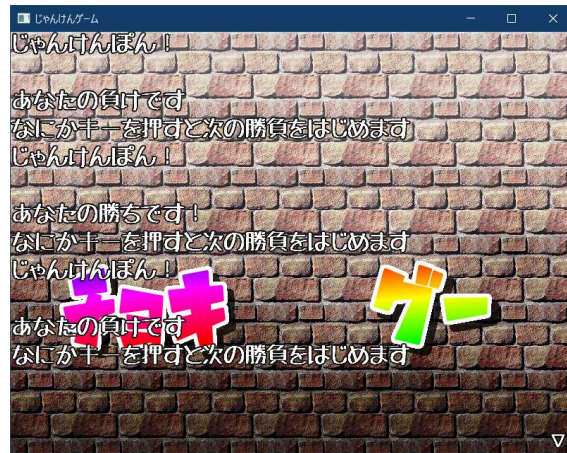 じゃんけんゲーム
じゃんけんぽん！
あなたの負けです
なにかキーを押すと次の勝負をはじめます
じゃんけんぽん！
あなたの勝ちです！
なにかキーを押すと次の勝負をはじめます
じゃんけんぽん！
チョキ
グー
あなたの負けです
なにかキーを押すと次の勝負をはじめます